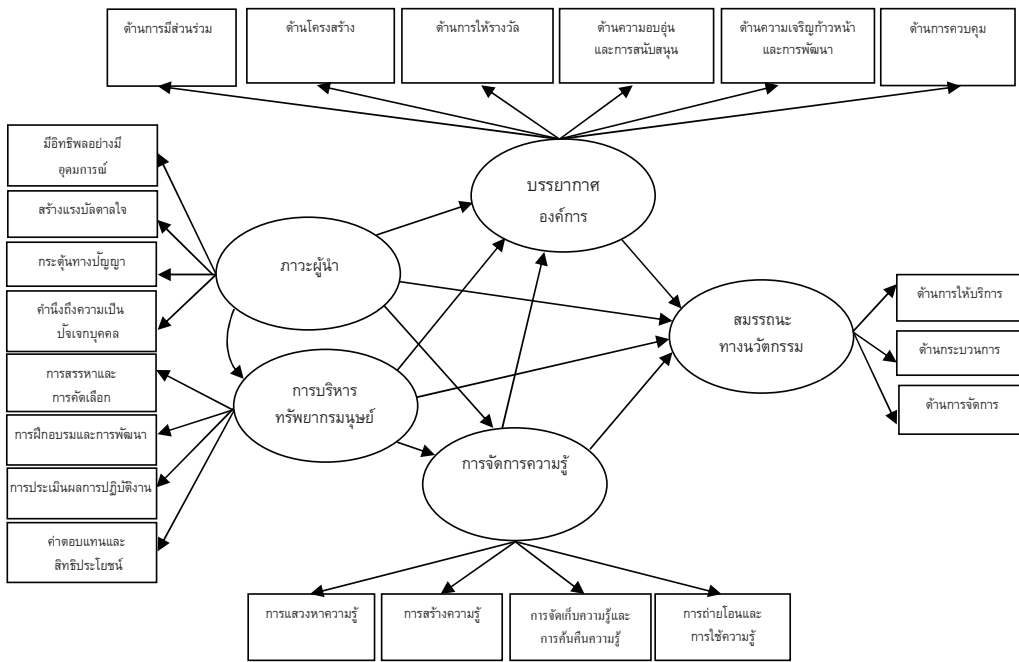 ด้านการมีส่วนร่วม
ด้านโครงสร้าง
ด้านการให้รางวัล
ด้านความอบอุ่น
และการสนับสนุน
ด้านความเจริญก้าวหน้า
และการพัฒนา
ด้านการควบคุม
มีอิทธิพลอย่างมี
อุดมการณ์
สร้างแรงบัลดาลใจ
กระตุ้นทางปัญญา
คำนึงถึงความเป็น
ปัจเจกบุคคล
การสรรหาและ
การคัดเลือก
การฝึกอบรมและการพัฒนา
การประเมินผลการปฏิบัติงาน
ค่าตอบแทนและ
สิทธิประโยชน์
ภาวะผู้นำ
การบริหาร
ทรัพยากรมนุษย์
บรรยากาศ
องค์การ
การจัดการความรู้
สมรรถนะ
ทางนวัตกรรม
ด้านการให้บริการ
ด้านกระบวนการ
ด้านการจัดการ
การแสวงหาความรู้
การสร้างความรู้
การจัดเก็บความรู้และ
การค้นคืนความรู้
การถ่ายโอนและ
การใช้ความรู้